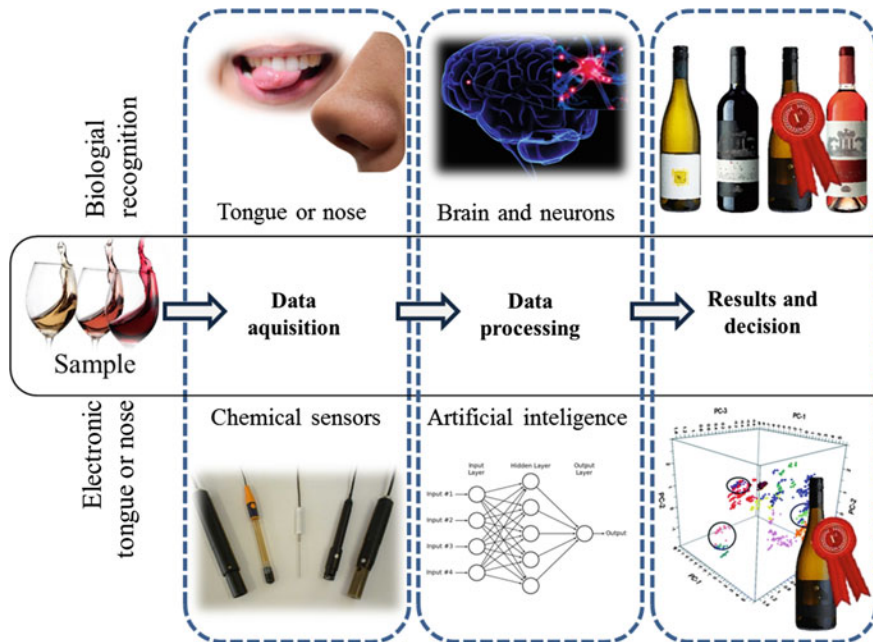 Biologial
recognition
Tongue or nose
Brain and neurons
Sample
Data
aquisition
Data
processing
Results and
decision
Electronic
tongue or nose
Chemical sensors
Artificial inteligence
Input
Layer
Hidden Layer
Output
Layer
Input #1
Input #2
Input #3
Input #4
Output
PC-3
PC-1
PC-2
PC-1